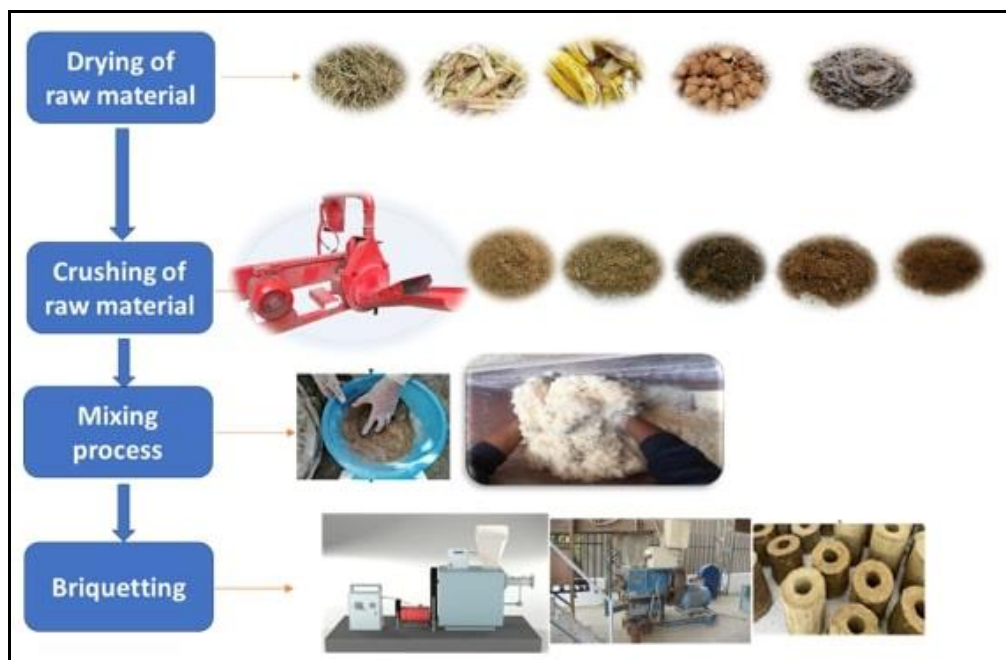 Drying of
raw material
Crushing of
raw material
Mixing
process
Briquetting